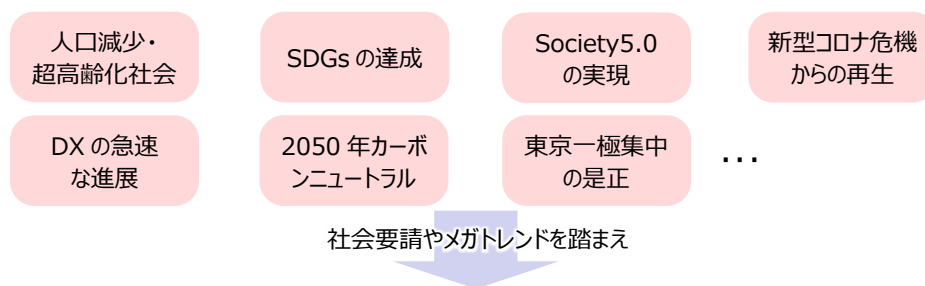 人口減少・
超高齢化社会
SDGs の達成
Society5.0
の実現
新型コロナ危機
からの再生
DX の急速
な進展
2050 年カーボ
ンニュートラル
東京一極集中
の是正
…
社会要請やメガトレンドを踏まえ